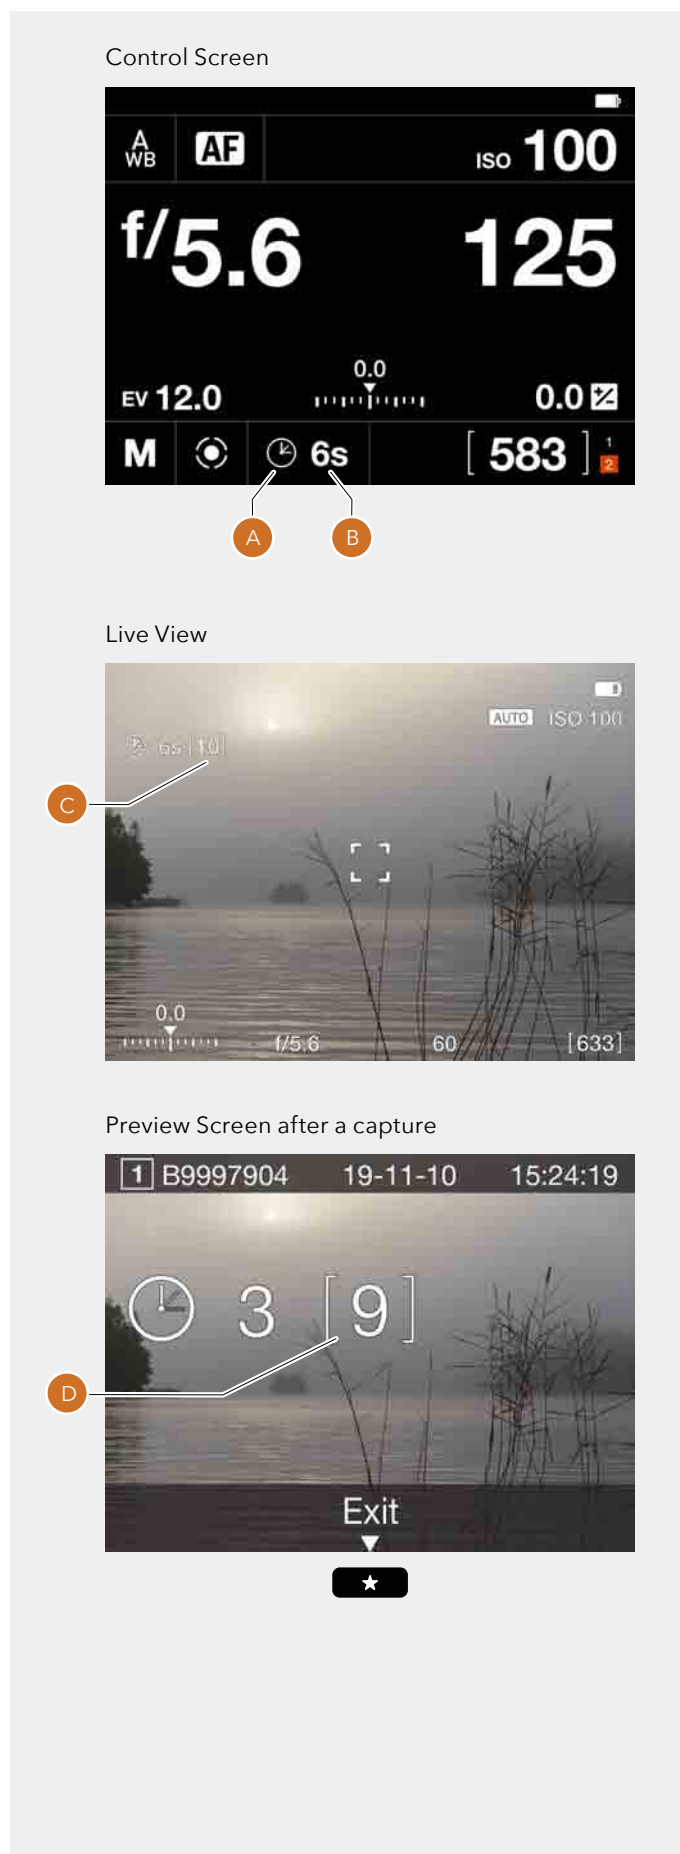 Control Screen
A
WB
AF
ISO 100
f/5.6 125
0.0
EV 12.0 0.0
M 6s [ 583 ] 1
2
A B
Live View
AUTO ISO 100
6s [10]
C
0.0
f/5.6 60 [633]
Preview Screen after a capture
1 B9997904 19-11-10 15:24:19
3 [ 9 ]
D
Exit